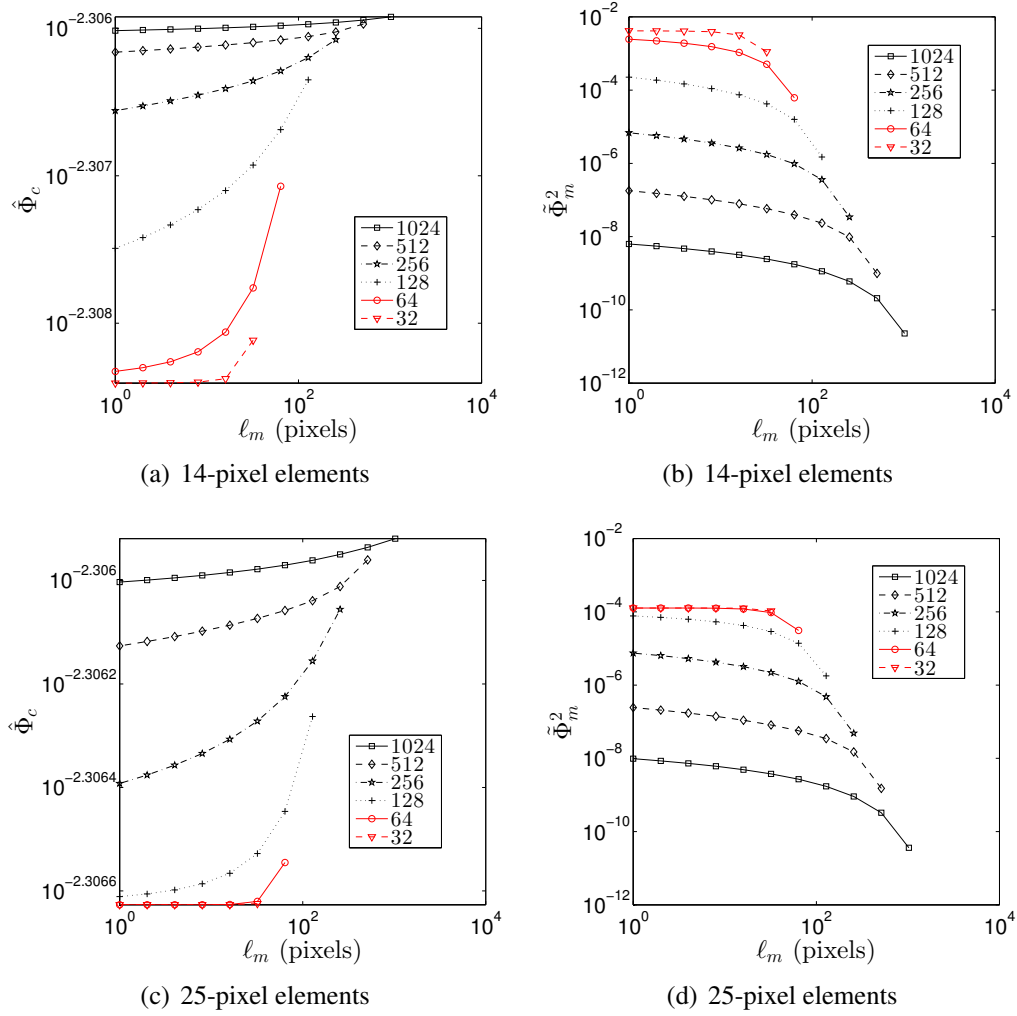 10^-2.306
10^-2.307
10^-2.308
Φ̂_c
1024
512
256
128
64
32
10^0 10^2 10^4
ℓ_m (pixels)
(a) 14-pixel elements
10^-2
10^-4
10^-6
10^-8
10^-10
10^-12
Φ̃²_m
1024
512
256
128
64
32
10^0 10^2 10^4
ℓ_m (pixels)
(b) 14-pixel elements
10^-2.306
10^-2.3062
10^-2.3064
10^-2.3066
Φ̂_c
1024
512
256
128
64
32
10^0 10^2 10^4
ℓ_m (pixels)
(c) 25-pixel elements
10^-2
10^-4
10^-6
10^-8
10^-10
10^-12
Φ̃²_m
1024
512
256
128
64
32
10^0 10^2 10^4
ℓ_m (pixels)
(d) 25-pixel elements